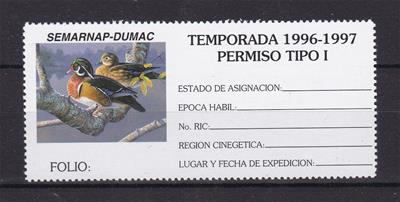 SEMARNAP-DUMAC
TEMPORADA 1996-1997
PERMISO TIPO I
ESTADO DE ASIGNACION:
EPOCA HABIL:
No. RIC:
REGION CINEGETICA:
LUGAR Y FECHA DE EXPEDICION:
FOLIO: